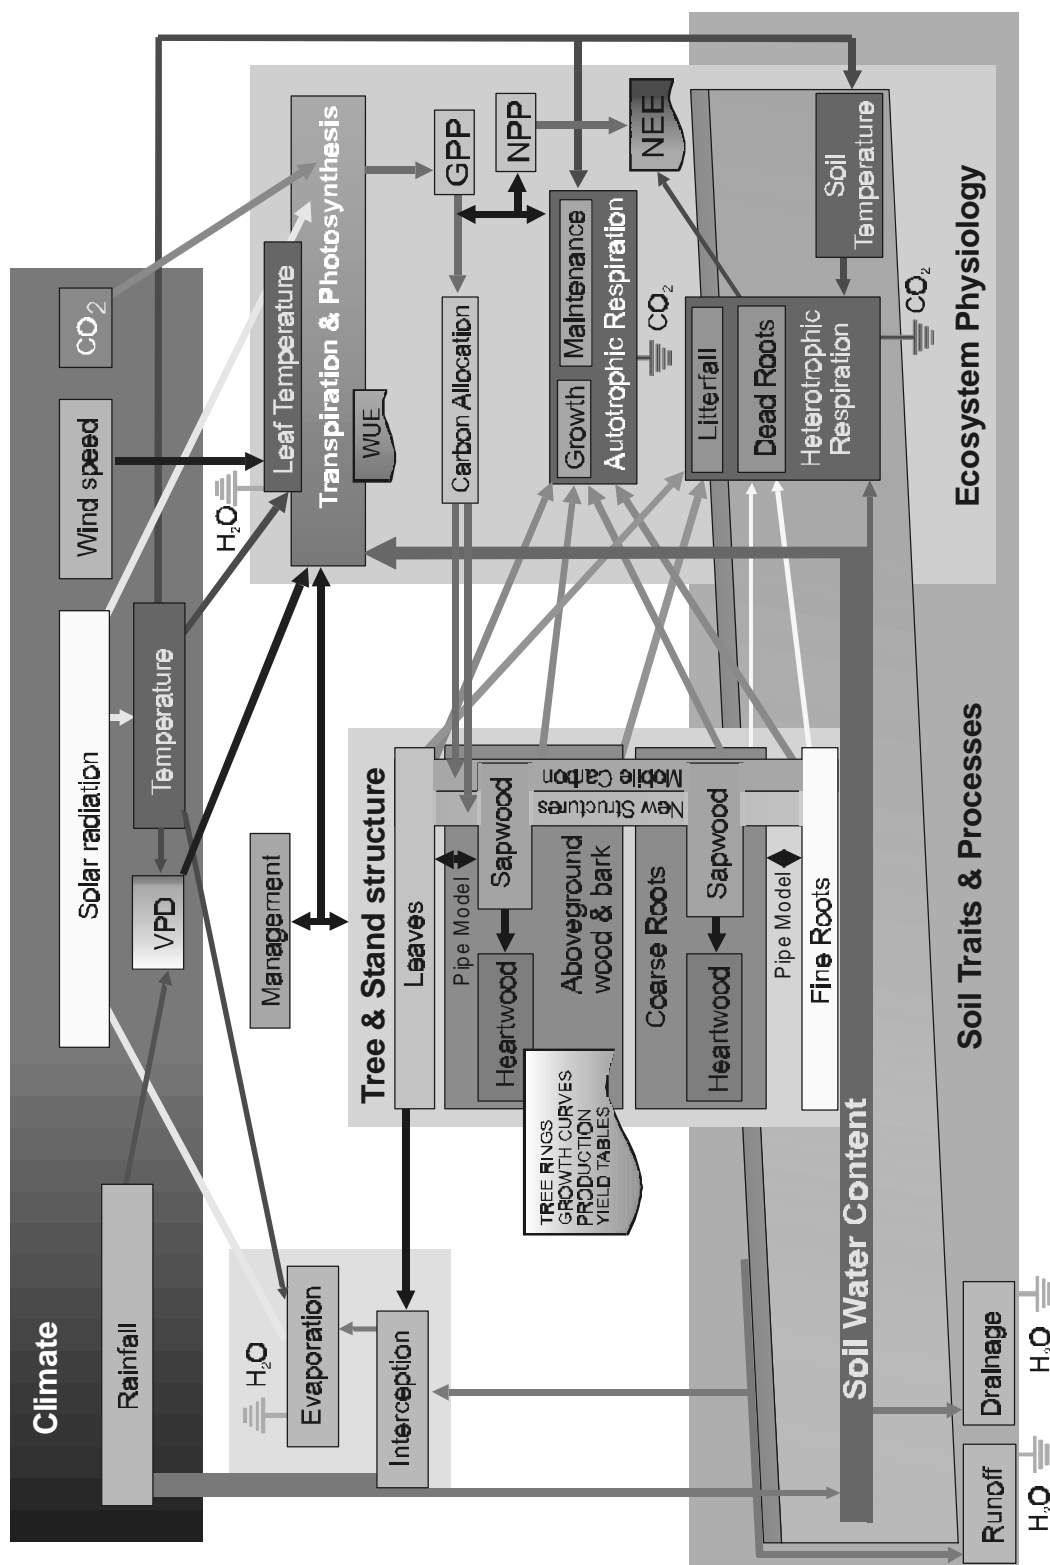 Climate
Rainfall
Solar radiation
Wind speed
CO2
VPD
Temperature
H2O
Evaporation
Interception
Management
H2O
Leaf Temperature
Transpiration & Photosynthesis
WUE
GPP
NPP
NEE
Carbon Allocation
Growth
Maintenance
Autotrophic Respiration
CO2
Tree & Stand structure
Leaves
Pipe Model
Sapwood
Heartwood
Aboveground
wood & bark
New Structures
Mobile Carbon
Coarse Roots
Sapwood
Heartwood
Pipe Model
Fine Roots
TREE RINGS
GROWTH CURVES
PRODUCTION
YIELD TABLES
Litterfall
Dead Roots
Heterotrophic
Respiration
CO2
Soil
Temperature
Ecosystem Physiology
Soil Water Content
Soil Traits & Processes
Runoff
H2O
Drainage
H2O